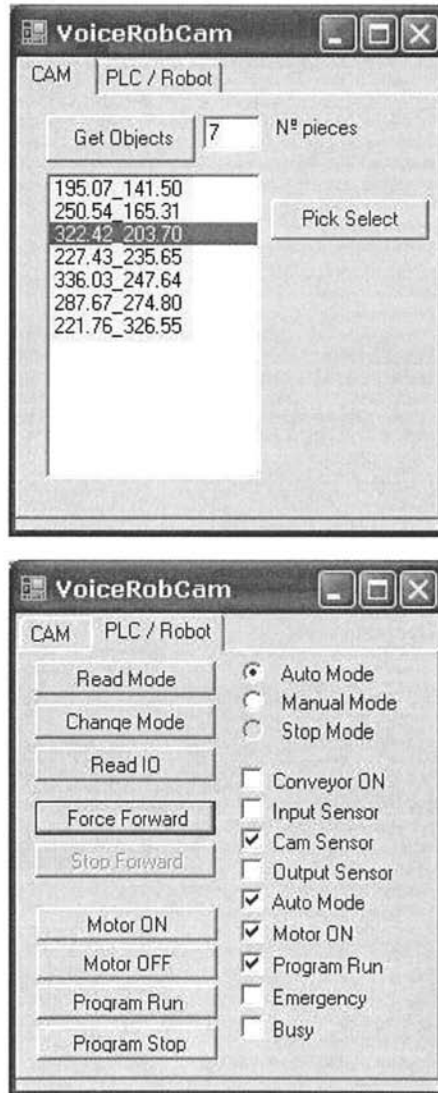 VoiceRobCam
CAM
PLC / Robot
Get Objects
7
Nº pieces
195.07_141.50
250.54_165.31
322.42_203.70
227.43_235.65
336.03_247.64
287.67_274.80
221.76_326.55
Pick Select
VoiceRobCam
CAM
PLC / Robot
Read Mode
Change Mode
Read IO
Force Forward
Stop Forward
Motor ON
Motor OFF
Program Run
Program Stop
Auto Mode
Manual Mode
Stop Mode
Conveyor ON
Input Sensor
Cam Sensor
Output Sensor
Auto Mode
Motor ON
Program Run
Emergency
Busy